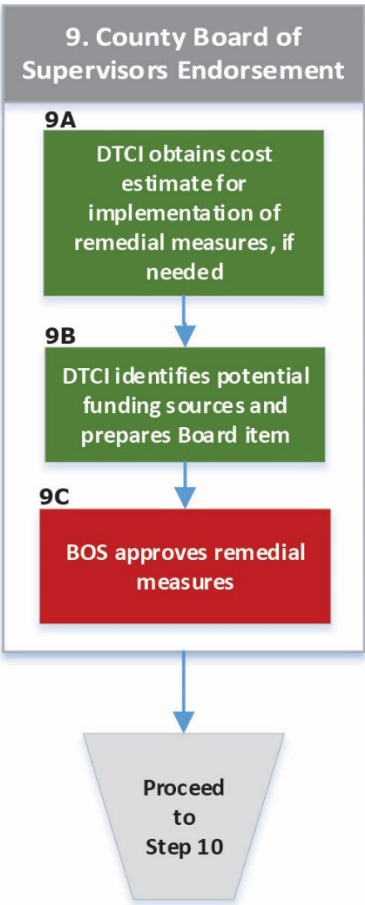 9. County Board of
Supervisors Endorsement
9A
DTCI obtains cost
estimate for
implementation of
remedial measures, if
needed
9B
DTCI identifies potential
funding sources and
prepares Board item
9C
BOS approves remedial
measures
Proceed
to
Step 10